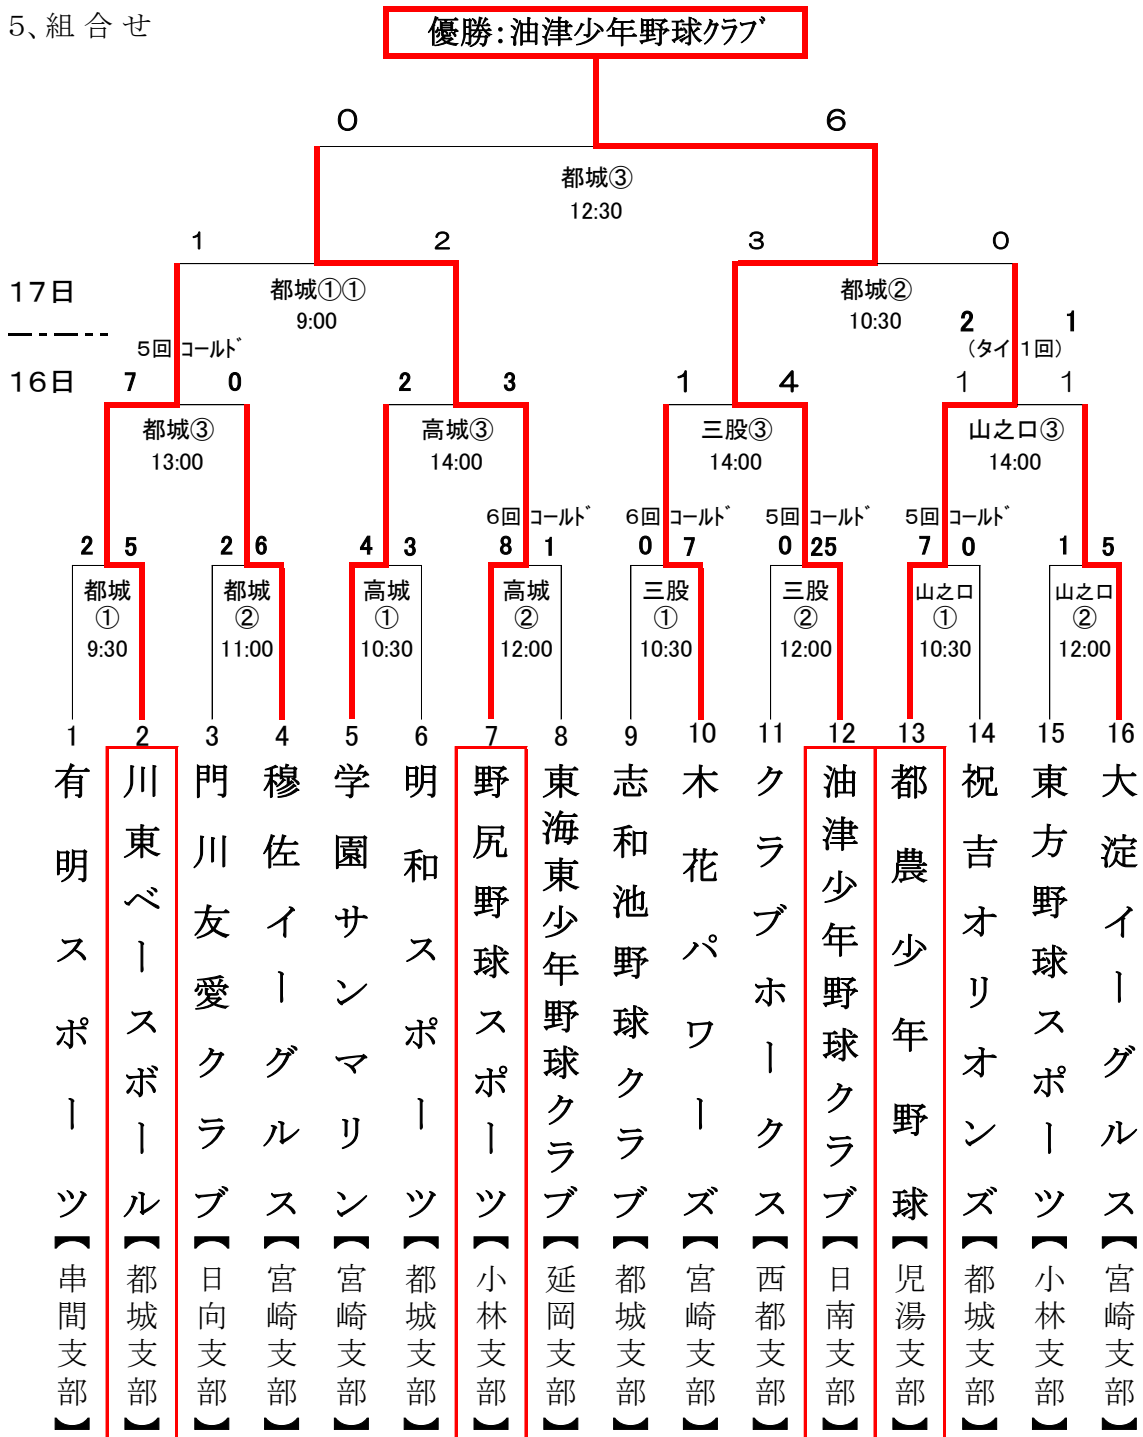 5、組合せ
優勝:油津少年野球クラブ
0 6
都城③
12:30
1 2 3 0
17日
都城①① 都城②
9:00 10:30
2 1
5回コールド (タイ1回)
16日
7 0 2 3 1 4 1 1
都城③ 高城③ 三股③ 山之口③
13:00 14:00 14:00 14:00
6回コールド 6回コールド 5回コールド 5回コールド
2 5 2 6 4 3 8 1 0 7 0 25 7 0 1 5
都城 都城 高城 高城 三股 三股 山之口 山之口
① ② ① ② ① ② ① ②
9:30 11:00 10:30 12:00 10:30 12:00 10:30 12:00
1 2 3 4 5 6 7 8 9 10 11 12 13 14 15 16
有明スポーツ【串間支部】
川東ベースボール【都城支部】
門川友愛クラブ【日向支部】
穆佐イーグルス【宮崎支部】
学園サンマリン【宮崎支部】
明和スポーツ【都城支部】
野尻野球スポーツ【小林支部】
東海東少年野球クラブ【延岡支部】
志和池野球クラブ【都城支部】
木花パワーズ【宮崎支部】
クラブホークス【西都支部】
油津少年野球クラブ【日南支部】
都農少年野球【児湯支部】
祝吉オリオンズ【都城支部】
東方野球スポーツ【小林支部】
大淀イーグルス【宮崎支部】